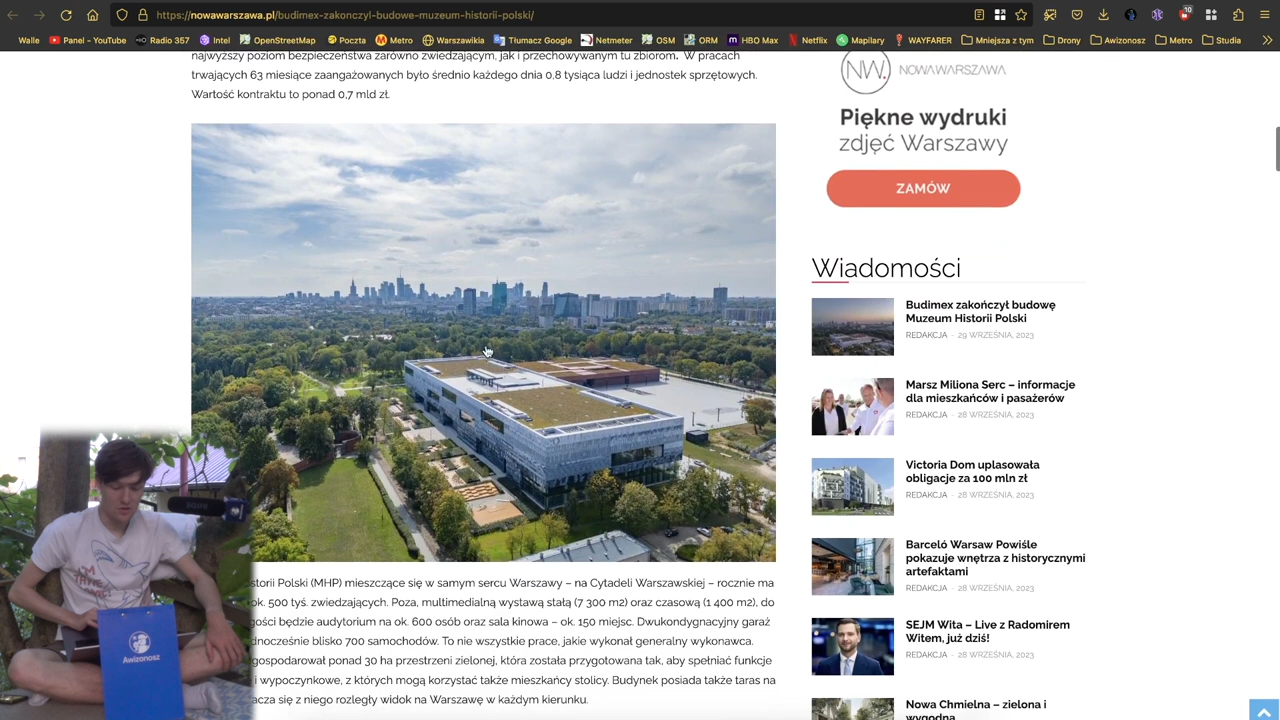 https://nowawarszawa.pl/budimex-zakonczyl-budowe-muzeum-historii-polski/
10
Walle Panel - YouTube Radio 357 Intel OpenStreetMap Pocztа Metro Warszawikia Tłumacz Google Netmeter OSM ORM HBO Max Netflix Mapilary WAYFARER Mniejsza z tym Drony Awizonosz Metro Studia
najwyższy poziom bezpieczeństwa zarówno zwiedzającym, jak i przechowywanym tu zbiorom. W pracach
trwających 63 miesiące zaangażowanych było średnio każdego dnia 0,8 tysiąca ludzi i jednostek sprzętowych.
Wartość kontraktu to ponad 0,7 mld zł.
NW. NOWAWARSZAWA
Piękne wydruki
zdjęć Warszawy
ZAMÓW
Wiadomości
Budimex zakończył budowę
Muzeum Historii Polski
REDAKCJA - 29 WRZEŚNIA, 2023
Marsz Miliona Serc – informacje
dla mieszkańców i pasażerów
REDAKCJA - 28 WRZEŚNIA, 2023
Victoria Dom uplasowała
obligacje za 100 mln zł
REDAKCJA - 28 WRZEŚNIA, 2023
Barceló Warsaw Powiśle
pokazuje wnętrza z historycznymi
artefaktami
REDAKCJA - 28 WRZEŚNIA, 2023
SEJM Wita – Live z Radomirem
Witem, już dziś!
REDAKCJA - 28 WRZEŚNIA, 2023
Nowa Chmielna – zielona i
wygodna
storii Polski (MHP) mieszczące się w samym sercu Warszawy – na Cytadeli Warszawskiej – rocznie ma
ok. 500 tyś. zwiedzających. Poza, multimedialną wystawą stałą (7 300 m2) oraz czasową (1 400 m2), do
gości będzie audytorium na ok. 600 osób oraz sala kinowa – ok. 150 miejsc. Dwukondygnacyjny garaż
dnocześnie blisko 700 samochodów. To nie wszystkie prace, jakie wykonał generalny wykonawca.
gospodarował ponad 30 ha przestrzeni zielonej, która została przygotowana tak, aby spełniać funkcje
i wypoczynkowe, z których mogą korzystać także mieszkańcy stolicy. Budynek posiada także taras na
acza się z niego rozległy widok na Warszawę w każdym kierunku.
Awizonosz